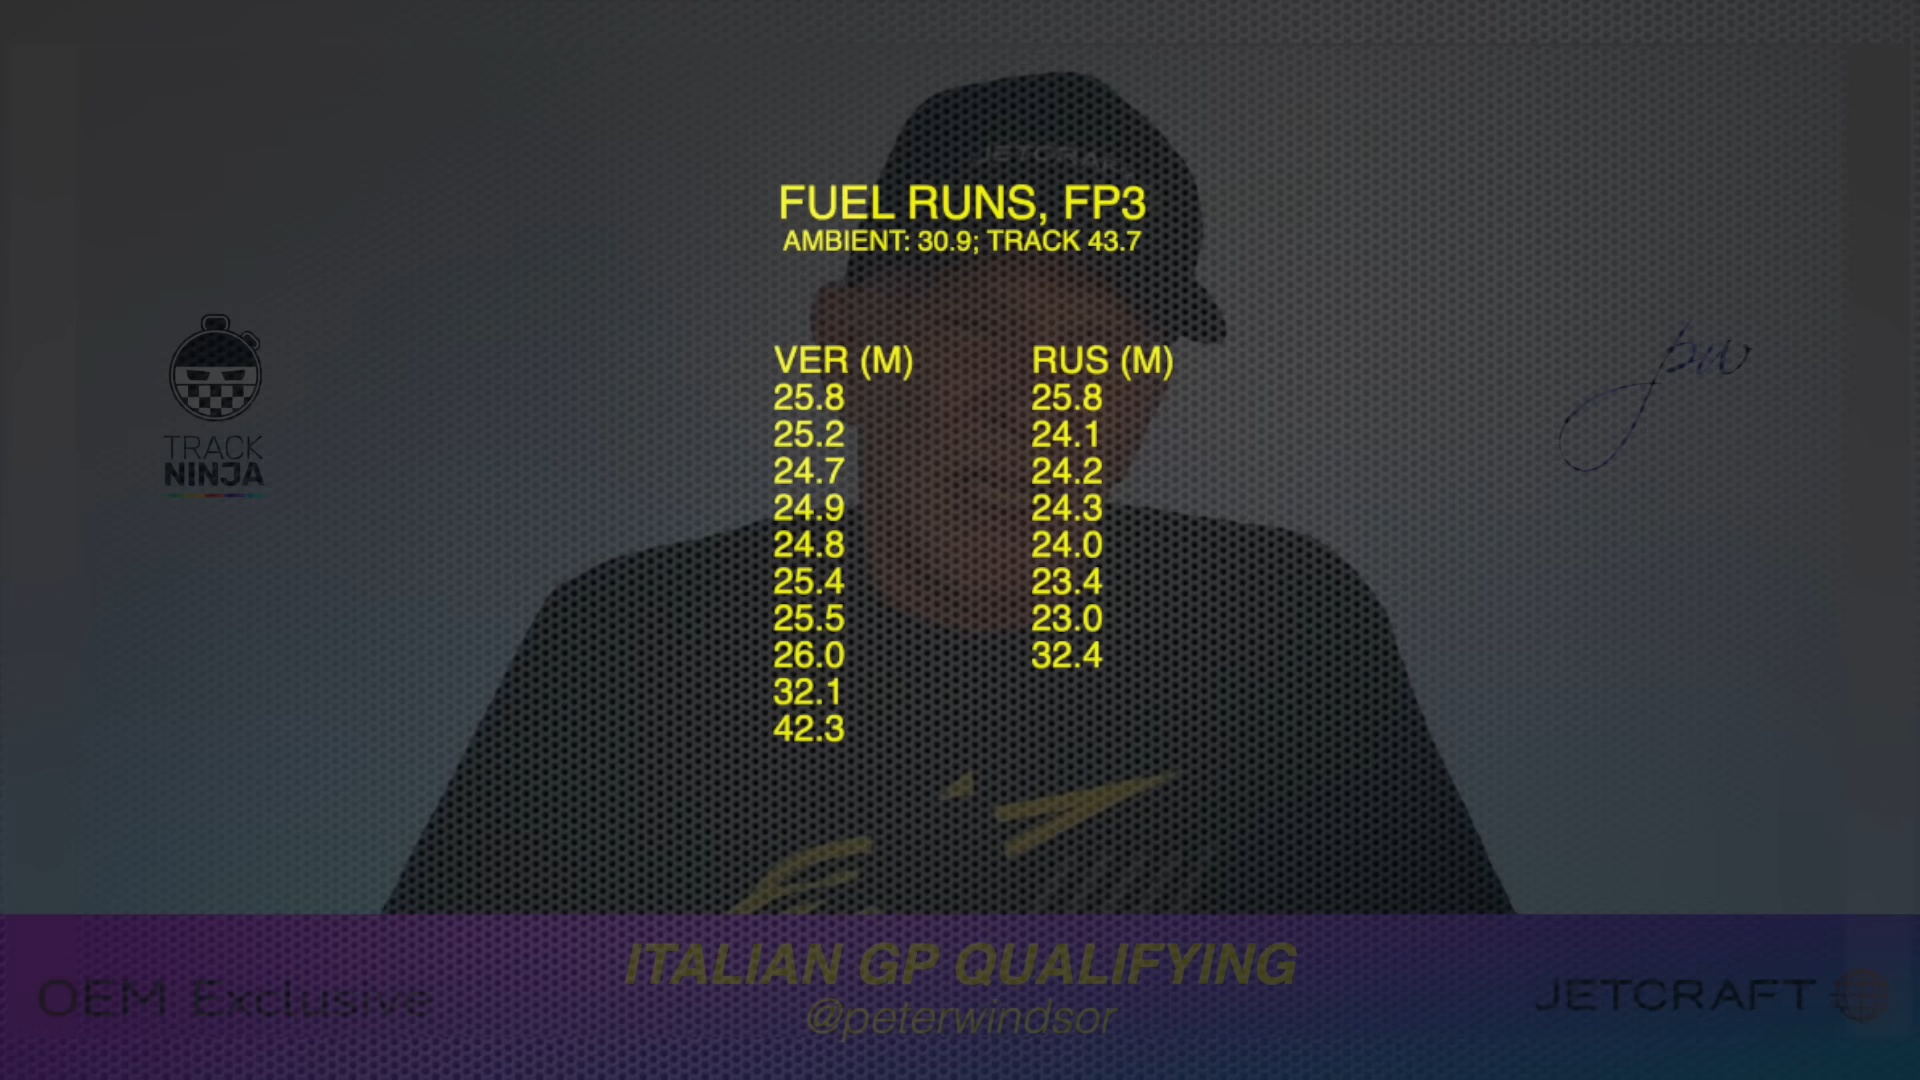 JETCRAFT
FUEL RUNS, FP3
AMBIENT: 30.9; TRACK 43.7
TRACK
NINJA
pw
VER (M)
25.8
25.2
24.7
24.9
24.8
25.4
25.5
26.0
32.1
42.3
RUS (M)
25.8
24.1
24.2
24.3
24.0
23.4
23.0
32.4
ITALIAN GP QUALIFYING
@peterwindsor
OEM Exclusive
JETCRAFT